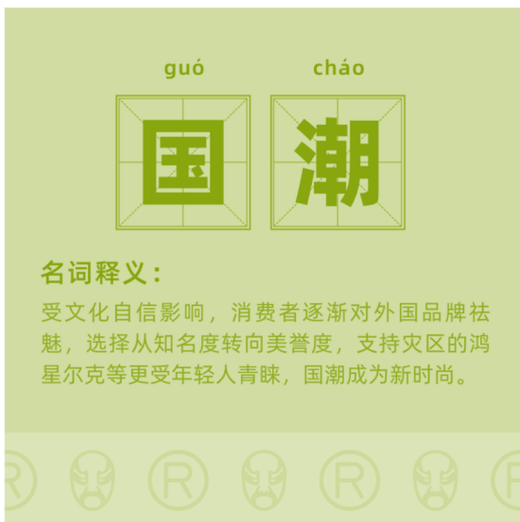 guó cháo
国潮
名词释义：
受文化自信影响，消费者逐渐对外国品牌祛
魅，选择从知名度转向美誉度，支持灾区的鸿
星尔克等更受年轻人青睐，国潮成为新时尚。
R R R R